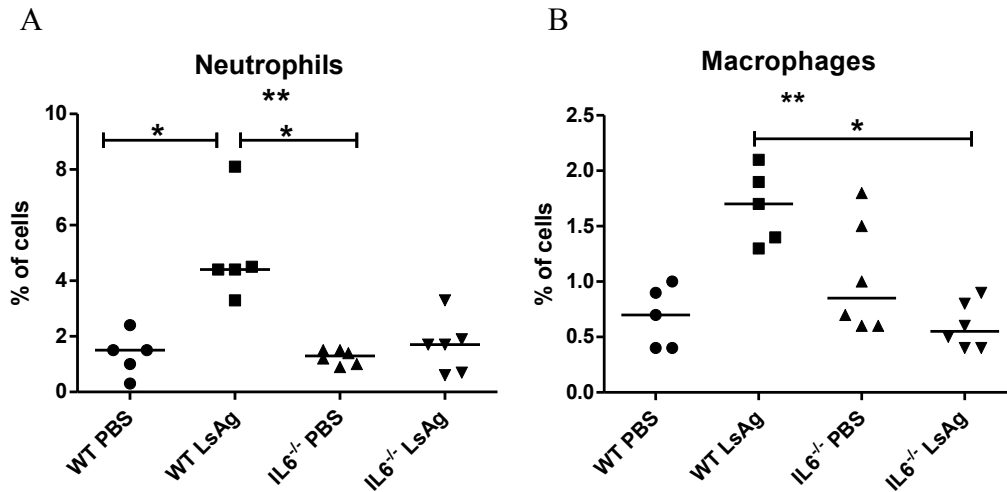 A
Neutrophils
**
*
*
10
8
6
4
2
0
% of cells
WT PBS
WT LsAg
IL6-/- PBS
IL6-/- LsAg
B
Macrophages
**
*
2.5
2.0
1.5
1.0
0.5
0.0
% of cells
WT PBS
WT LsAg
IL6-/- PBS
IL6-/- LsAg